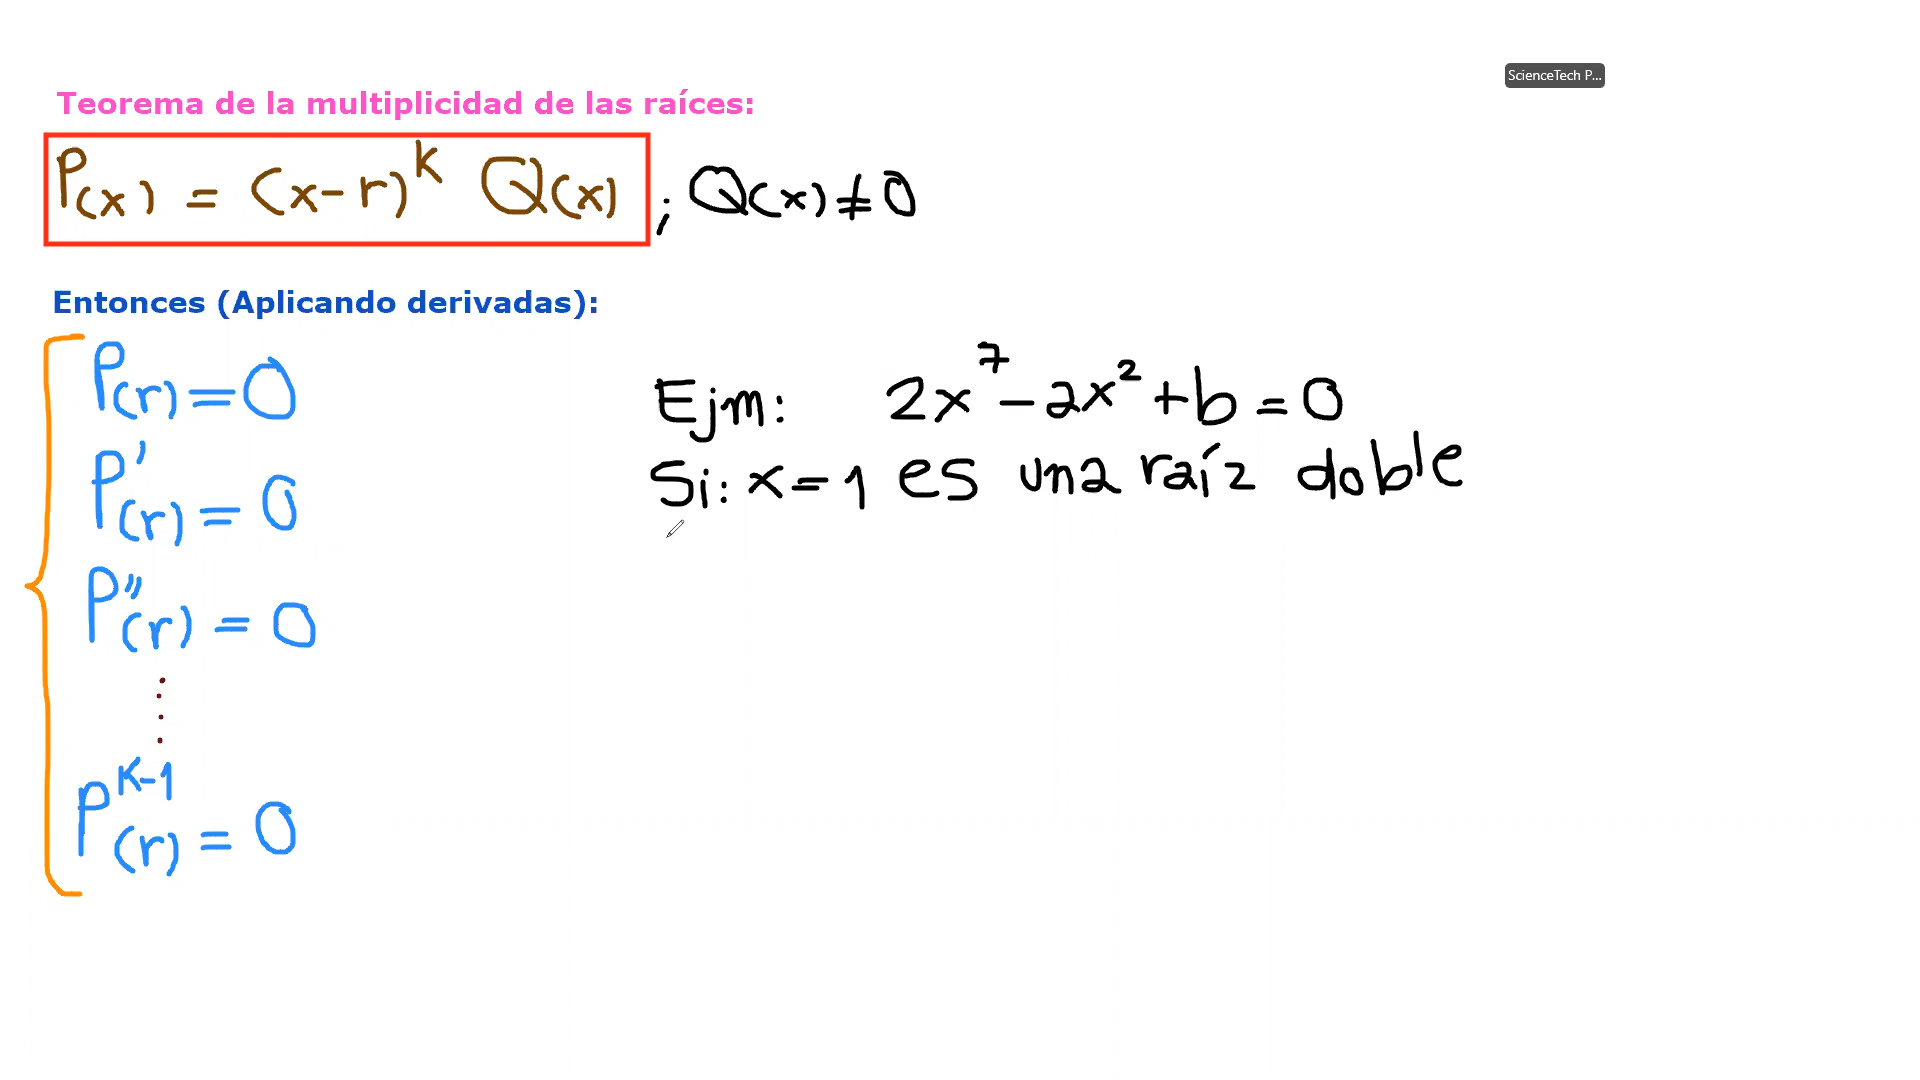 ScienceTech P...
Teorema de la multiplicidad de las raíces:
P(x) = (x-r)^k Q(x) ; Q(x) ≠ 0
Entonces (Aplicando derivadas):
P(r) = 0
P'(r) = 0
P''(r) = 0
⋮
P^{K-1}(r) = 0
Ejm: 2x^7 - ax^2 + b = 0
Si: x = 1 es una raíz doble